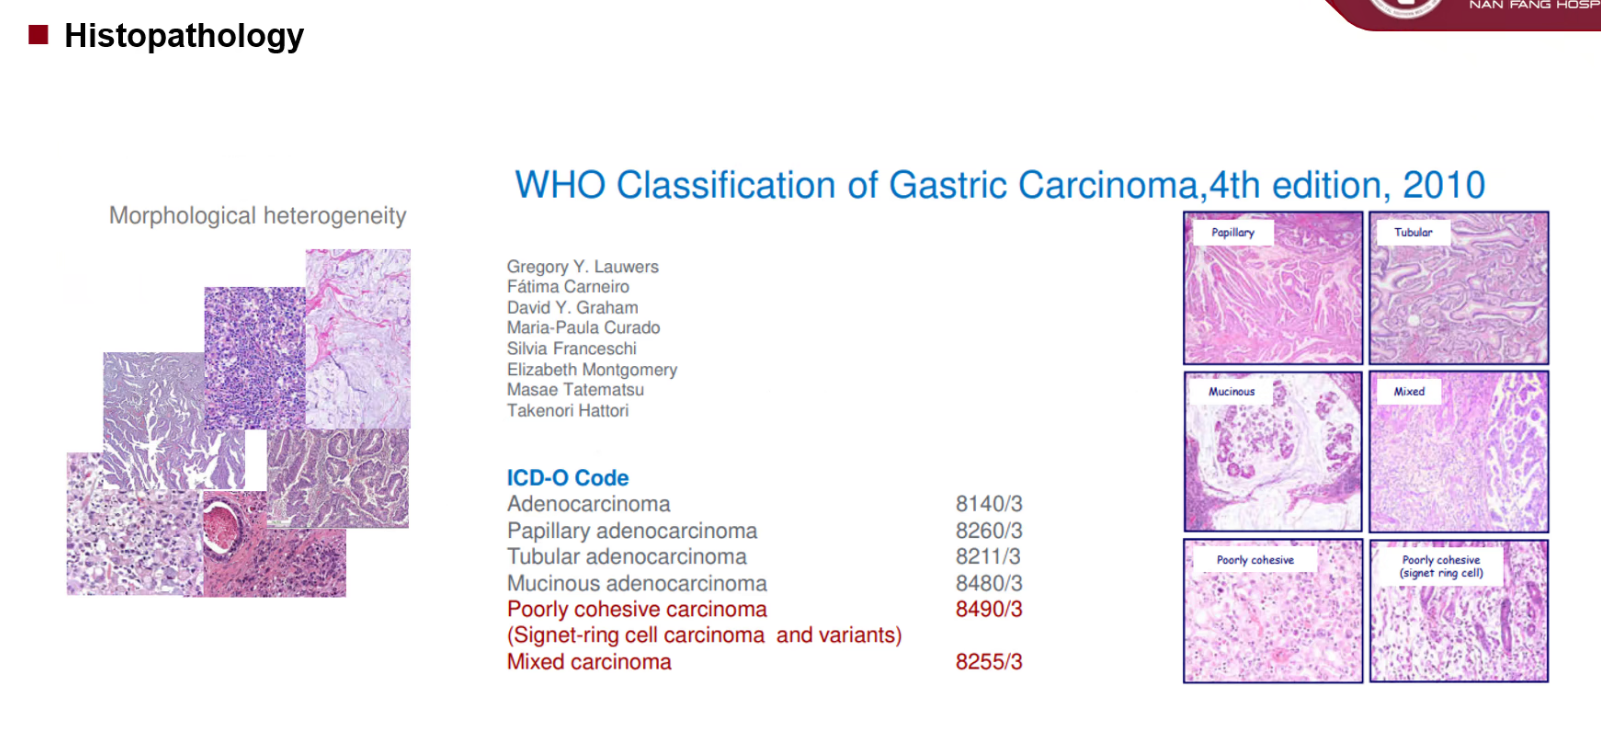 NAN FANG HOSP
Histopathology
WHO Classification of Gastric Carcinoma,4th edition, 2010
Morphological heterogeneity
Gregory Y. Lauwers
Fátima Carneiro
David Y. Graham
Maria-Paula Curado
Silvia Franceschi
Elizabeth Montgomery
Masae Tatematsu
Takenori Hattori
ICD-O Code
Adenocarcinoma 8140/3
Papillary adenocarcinoma 8260/3
Tubular adenocarcinoma 8211/3
Mucinous adenocarcinoma 8480/3
Poorly cohesive carcinoma 8490/3
(Signet-ring cell carcinoma and variants)
Mixed carcinoma 8255/3
Papillary
Tubular
Mucinous
Mixed
Poorly cohesive
Poorly cohesive
(signet ring cell)